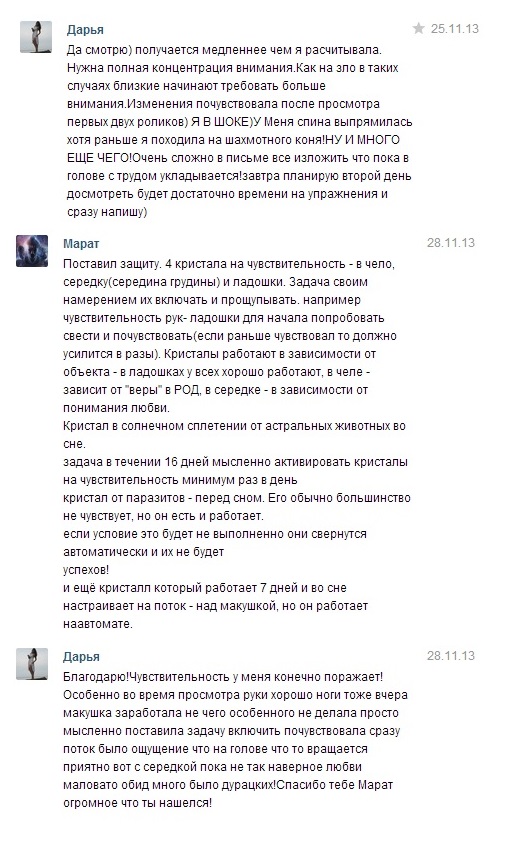 Дарья
25.11.13
Да смотрю) получается медленнее чем я расчитывала.
Нужна полная концентрация внимания.Как на зло в таких
случаях близкие начинают требовать больше
внимания.Изменения почувствовала после просмотра
первых двух роликов) Я В ШОКЕ)У Меня спина выпрямилась
хотя раньше я походила на шахмотного коня!НУ И МНОГО
ЕЩЕ ЧЕГО!Очень сложно в письме все изложить что пока в
голове с трудом укладывается!завтра планирую второй день
досмотреть будет достаточно времени на упражнения и
сразу напишу)
Марат
28.11.13
Поставил защиту. 4 кристала на чувствительность - в чело,
середку(середина грудины) и ладошки. Задача своим
намерением их включать и прощупывать. например
чувствительность рук- ладошки для начала попробовать
свести и почувствовать(если раньше чувствовал то должно
усилится в разы). Кристалы работают в зависимости от
объекта - в ладошках у всех хорошо работают, в челе -
зависит от "веры" в РОД, в середке - в зависимости от
понимания любви.
Кристал в солнечном сплетении от астральных животных во
сне.
задача в течении 16 дней мысленно активировать кристалы
на чувствительность минимум раз в день
кристал от паразитов - перед сном. Его обычно большинство
не чувствует, но он есть и работает.
если условие это будет не выполненно они свернутся
автоматически и их не будет
успехов!
и ещё кристалл который работает 7 дней и во сне
настраивает на поток - над макушкой, но он работает
наавтомате.
Дарья
28.11.13
Благодарю!Чувствительность у меня конечно поражает!
Особенно во время просмотра руки хорошо ноги тоже вчера
макушка заработала не чего особенного не делала просто
мысленно поставила задачу включить почувствовала сразу
поток было ощущение что на голове что то вращается
приятно вот с середкой пока не так наверное любви
маловато обид много было дурацких!Спасибо тебе Марат
огромное что ты нашелся!